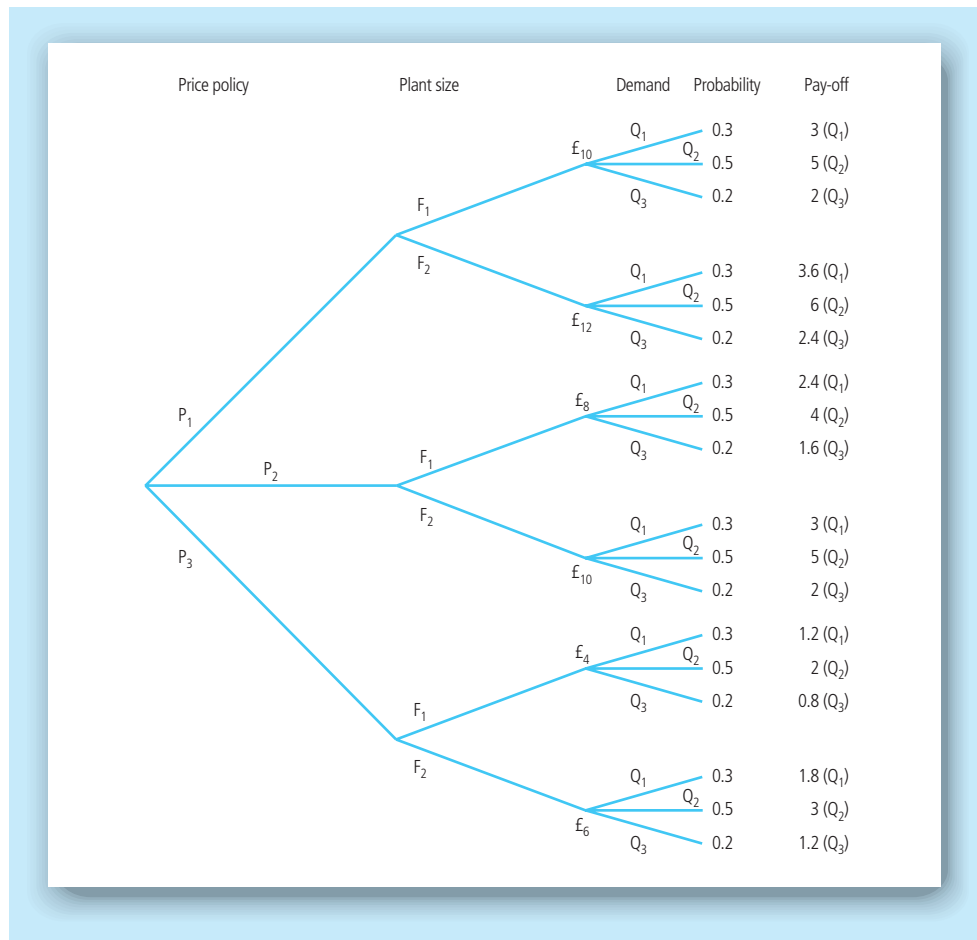 Price policy Plant size Demand Probability Pay-off
Q₁ 0.3 3 (Q₁)
£₁₀ Q₂ 0.5 5 (Q₂)
Q₃ 0.2 2 (Q₃)
F₁
F₂
Q₁ 0.3 3.6 (Q₁)
Q₂ 0.5 6 (Q₂)
£₁₂ Q₃ 0.2 2.4 (Q₃)
P₁
Q₁ 0.3 2.4 (Q₁)
£₈ Q₂ 0.5 4 (Q₂)
Q₃ 0.2 1.6 (Q₃)
P₂ F₁
F₂
Q₁ 0.3 3 (Q₁)
Q₂ 0.5 5 (Q₂)
£₁₀ Q₃ 0.2 2 (Q₃)
P₃
Q₁ 0.3 1.2 (Q₁)
£₄ Q₂ 0.5 2 (Q₂)
Q₃ 0.2 0.8 (Q₃)
F₁
F₂
Q₁ 0.3 1.8 (Q₁)
Q₂ 0.5 3 (Q₂)
£₆ Q₃ 0.2 1.2 (Q₃)